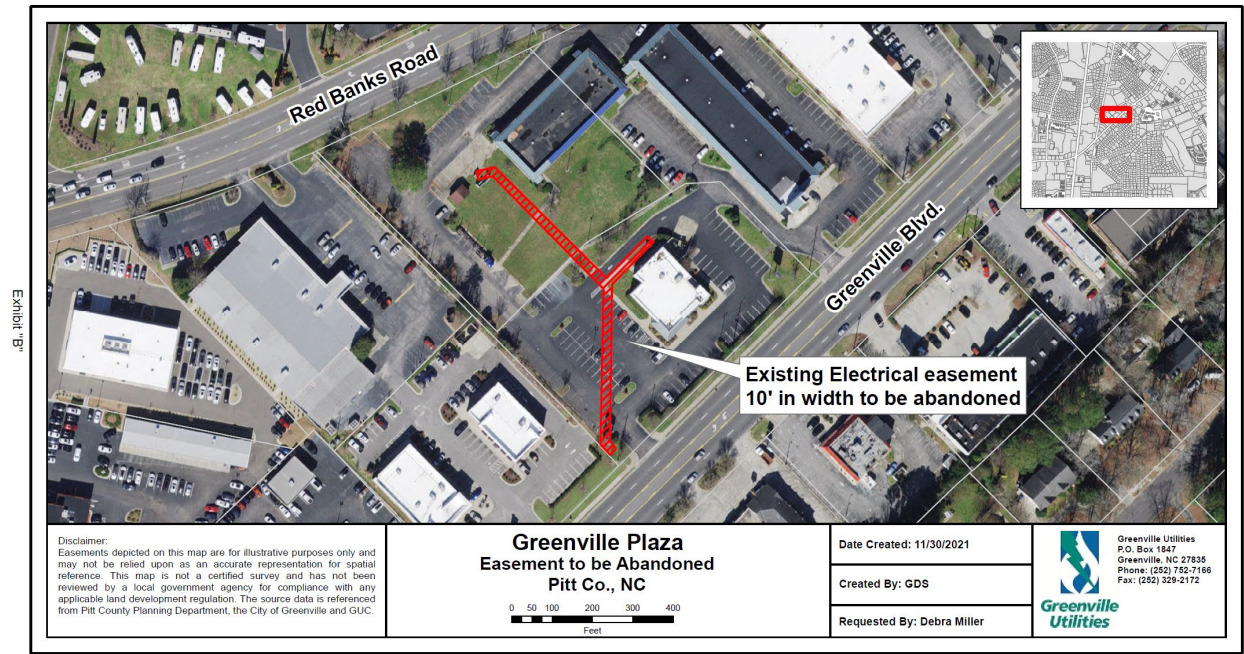 Exhibit "B"
Red Banks Road
Greenville Blvd.
Existing Electrical easement
10' in width to be abandoned
Disclaimer:
Easements depicted on this map are for illustrative purposes only and
may not be relied upon as an accurate representation for spatial
reference. This map is not a certified survey and has not been
reviewed by a local government agency for compliance with any
applicable land development regulation. The source data is referenced
from Pitt County Planning Department, the City of Greenville and GUC.
Greenville Plaza
Easement to be Abandoned
Pitt Co., NC
0 50 100 200 300 400
Feet
Date Created: 11/30/2021
Created By: GDS
Requested By: Debra Miller
Greenville
Utilities
Greenville Utilities
P.O. Box 1847
Greenville, NC 27835
Phone: (252) 752-7166
Fax: (252) 329-2172